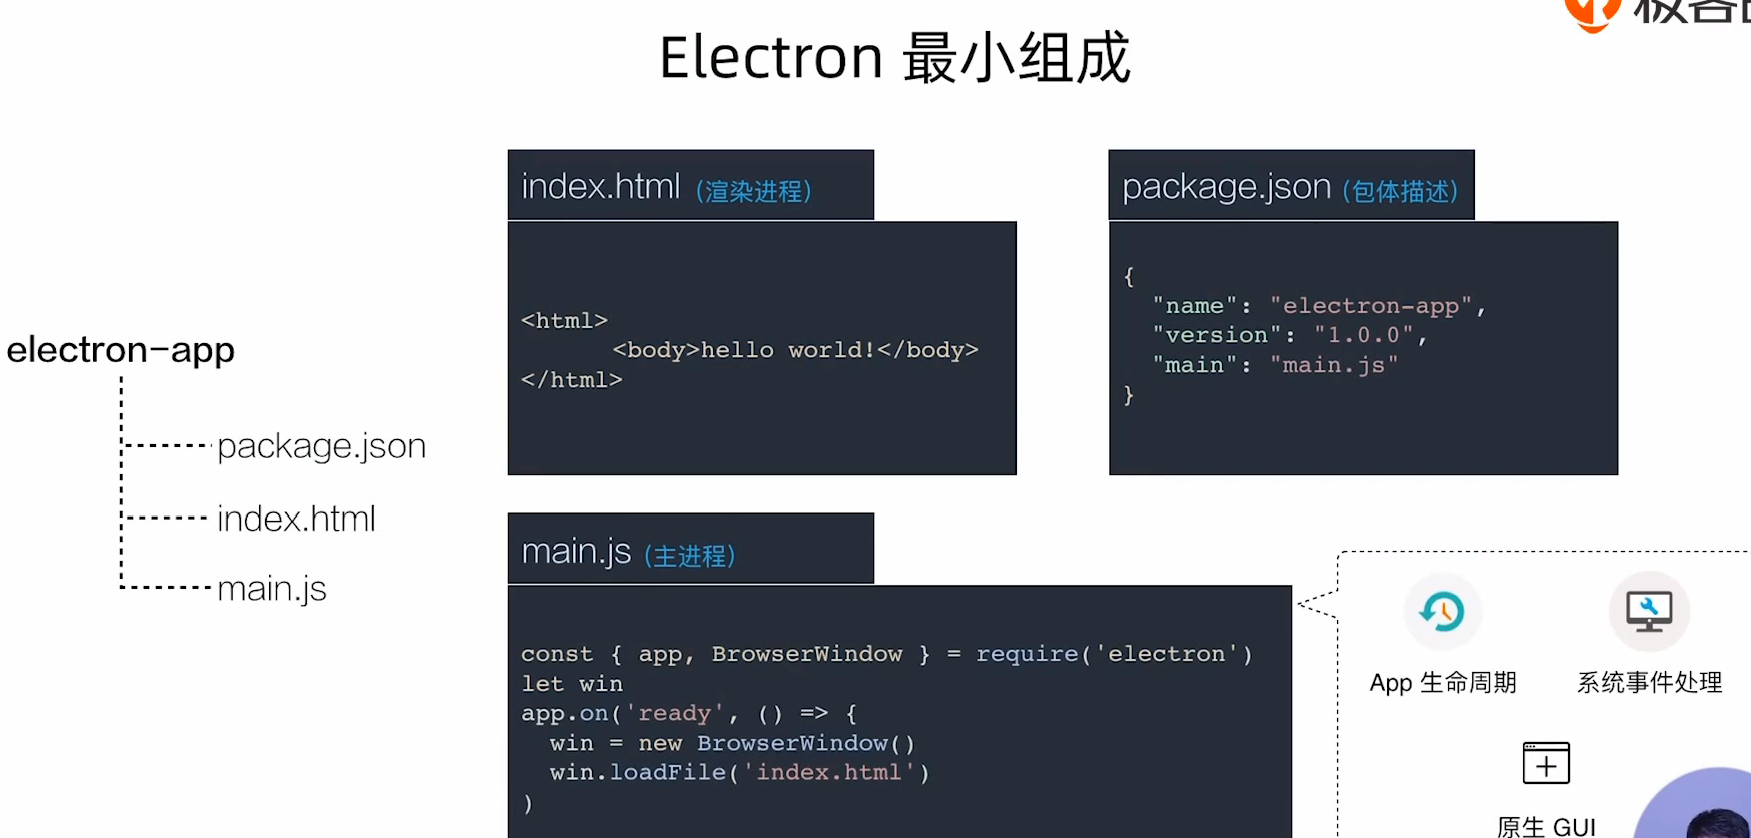 Electron 最小组成
electron-app
package.json
index.html
main.js
index.html (渲染进程)
<html>
<body>hello world!</body>
</html>
package.json (包体描述)
{
"name": "electron-app",
"version": "1.0.0",
"main": "main.js"
}
main.js (主进程)
const { app, BrowserWindow } = require('electron')
let win
app.on('ready', () => {
win = new BrowserWindow()
win.loadFile('index.html')
)
App 生命周期
系统事件处理
原生 GUI